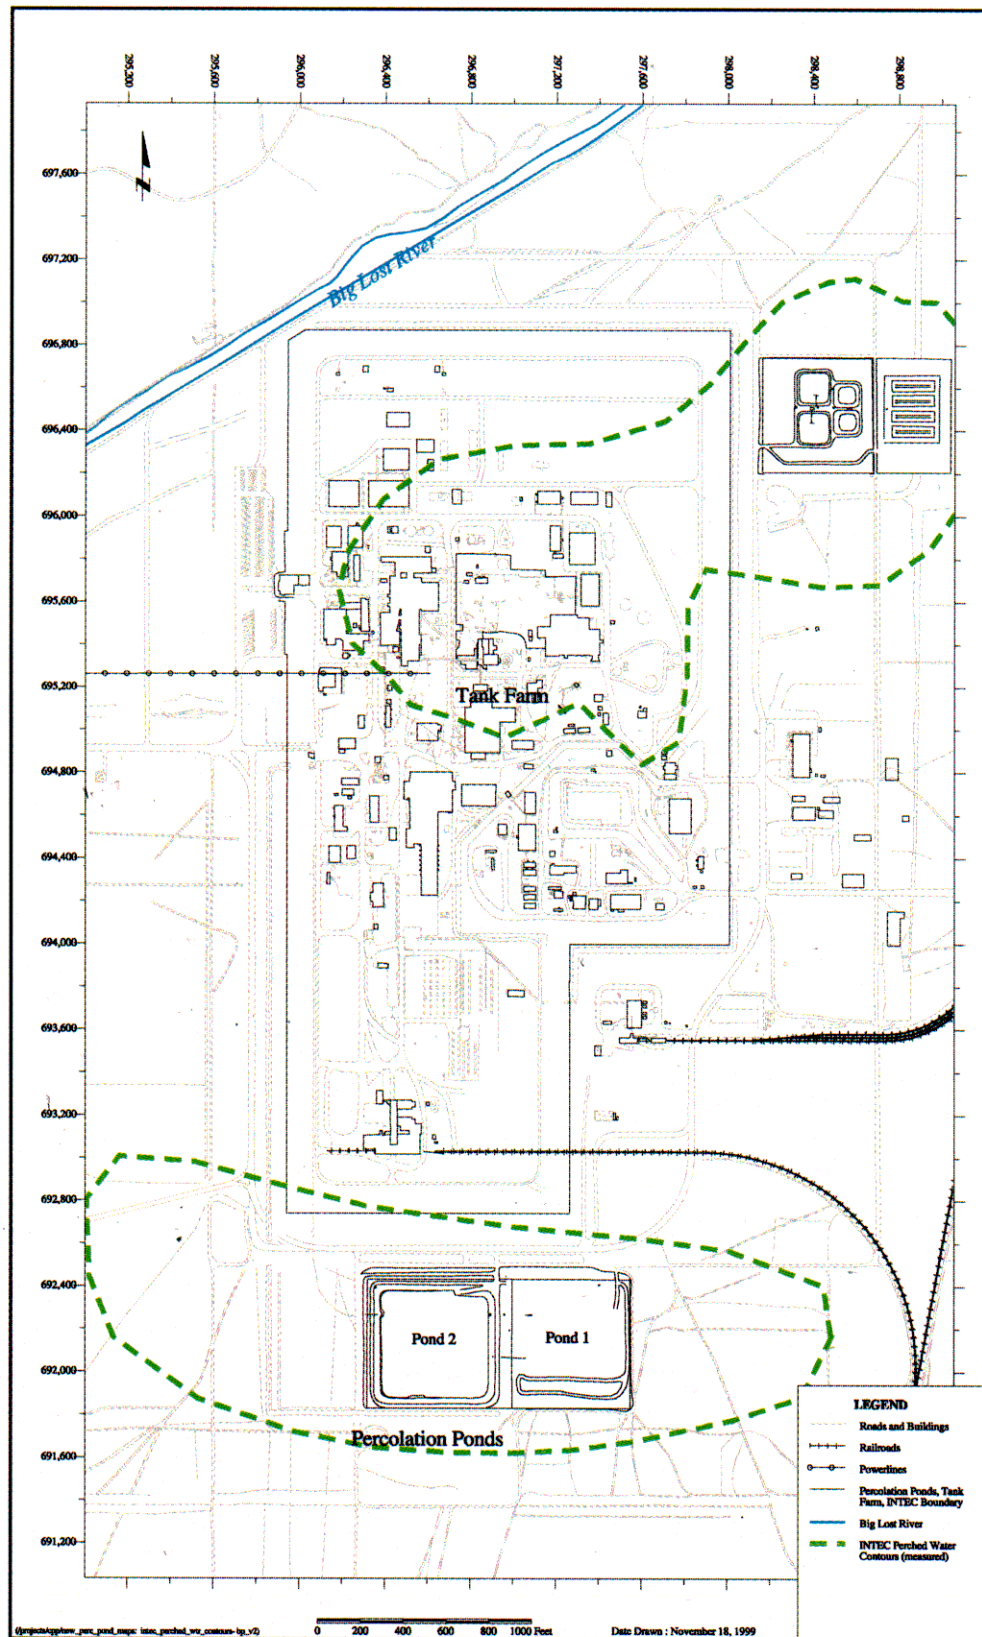 295,200
295,600
296,000
296,400
296,800
297,200
297,600
298,000
298,400
298,800
697,600
697,200
696,800
696,400
696,000
695,600
695,200
694,800
694,400
694,000
693,600
693,200
692,800
692,400
692,000
691,600
691,200
N
Big Lost River
Tank Farm
Pond 2
Pond 1
Percolation Ponds
LEGEND
Roads and Buildings
Railroads
Powerlines
Percolation Ponds, Tank
Farm, INTEC Boundary
Big Lost River
INTEC Perched Water
Contours (measured)
0 200 400 600 800 1000 Feet
Date Drawn : November 18, 1999